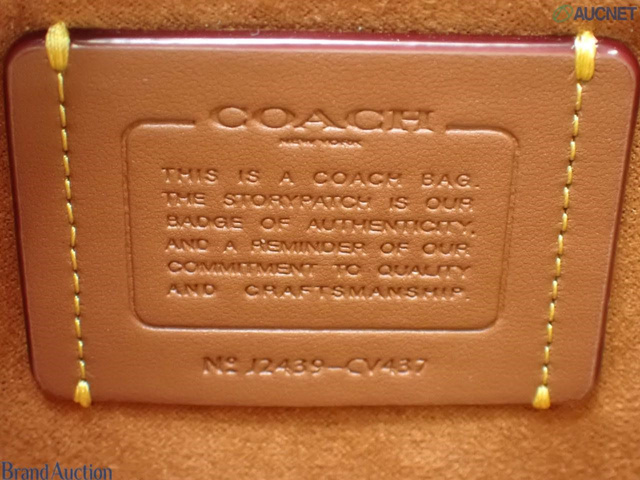 AUCNET
COACH
NEW YORK
THIS IS A COACH BAG.
THE STORYPATCH IS OUR
BADGE OF AUTHENTICITY,
AND A REMINDER OF OUR
COMMITMENT TO QUALITY
AND CRAFTSMANSHIP.
Nº J2439-CV437
Brand Auction